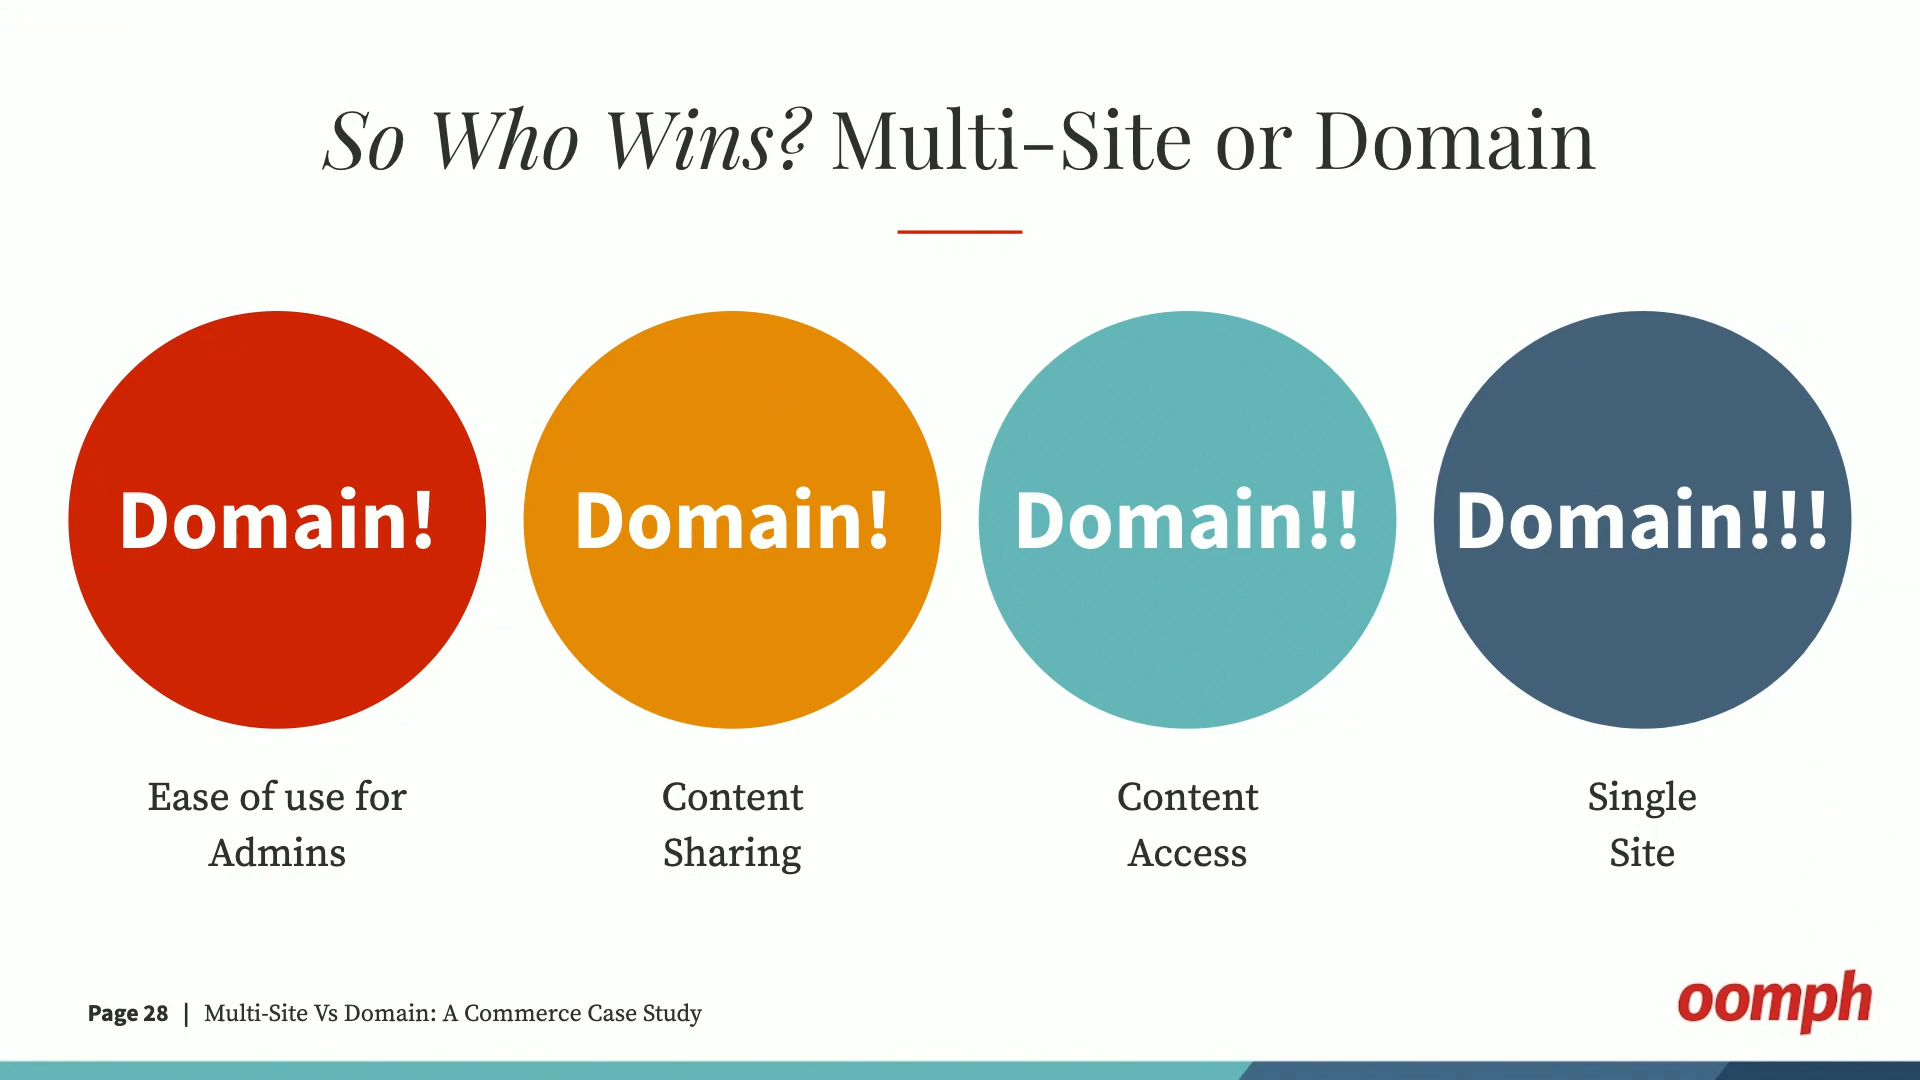 So Who Wins? Multi-Site or Domain
Domain!
Domain!
Domain!!
Domain!!!
Ease of use for
Admins
Content
Sharing
Content
Access
Single
Site
Page 28 | Multi-Site Vs Domain: A Commerce Case Study
oomph